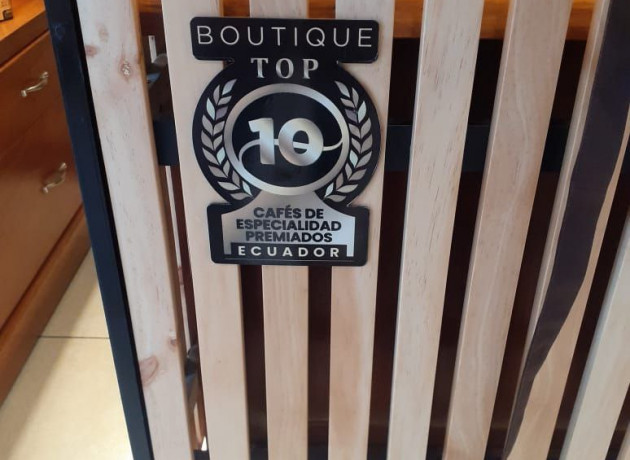 BOUTIQUE
TOP
10
CAFÉS DE
ESPECIALIDAD
PREMIADOS
ECUADOR